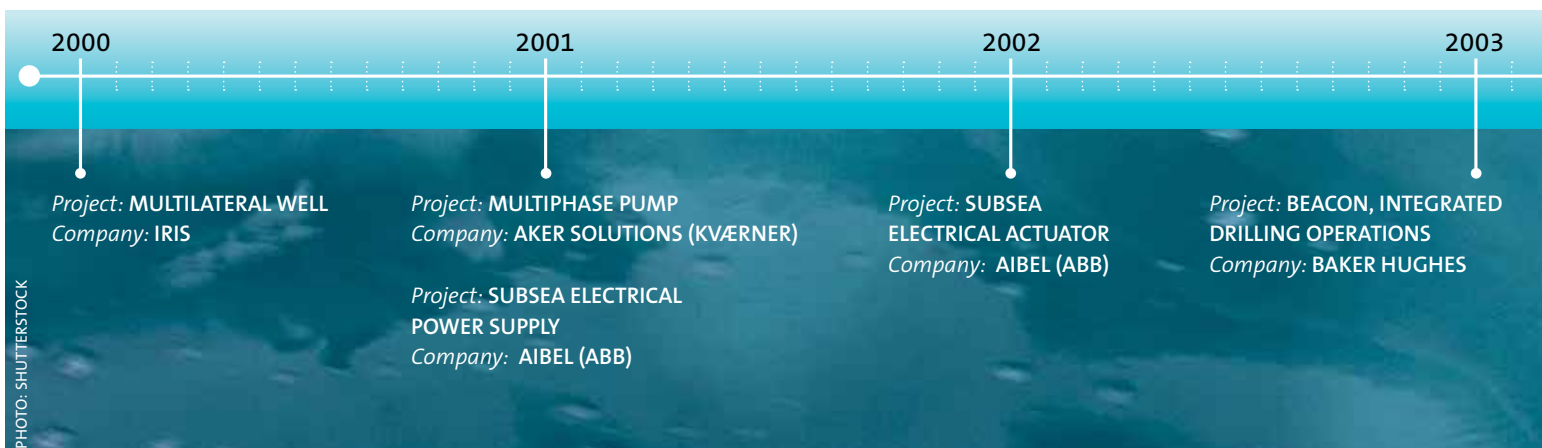 2000
2001
2002
2003
Project: MULTILATERAL WELL
Company: IRIS
Project: MULTIPHASE PUMP
Company: AKER SOLUTIONS (KVÆRNER)
Project: SUBSEA ELECTRICAL
POWER SUPPLY
Company: AIBEL (ABB)
Project: SUBSEA
ELECTRICAL ACTUATOR
Company: AIBEL (ABB)
Project: BEACON, INTEGRATED
DRILLING OPERATIONS
Company: BAKER HUGHES
PHOTO: SHUTTERSTOCK